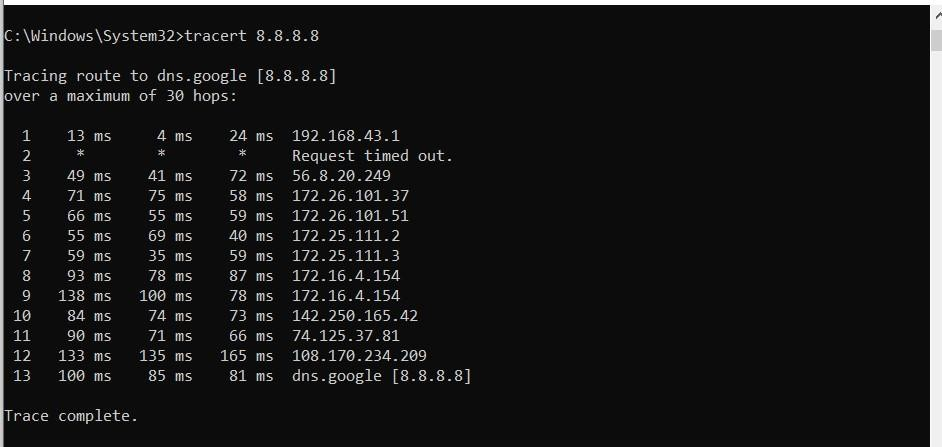 C:\Windows\System32>tracert 8.8.8.8
Tracing route to dns.google [8.8.8.8]
over a maximum of 30 hops:
1 13 ms 4 ms 24 ms 192.168.43.1
2 * * * Request timed out.
3 49 ms 41 ms 72 ms 56.8.20.249
4 71 ms 75 ms 58 ms 172.26.101.37
5 66 ms 55 ms 59 ms 172.26.101.51
6 55 ms 69 ms 40 ms 172.25.111.2
7 59 ms 35 ms 59 ms 172.25.111.3
8 93 ms 78 ms 87 ms 172.16.4.154
9 138 ms 100 ms 78 ms 172.16.4.154
10 84 ms 74 ms 73 ms 142.250.165.42
11 90 ms 71 ms 66 ms 74.125.37.81
12 133 ms 135 ms 165 ms 108.170.234.209
13 100 ms 85 ms 81 ms dns.google [8.8.8.8]
Trace complete.